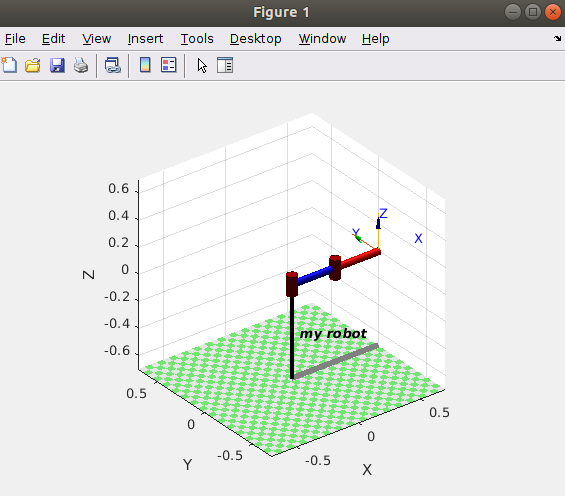 Figure 1
File Edit View Insert Tools Desktop Window Help
0.6
0.4
0.2
0
-0.2
-0.4
-0.6
Z
Z
Y
X
my robot
0.5
0
-0.5
Y
-0.5
0
0.5
X